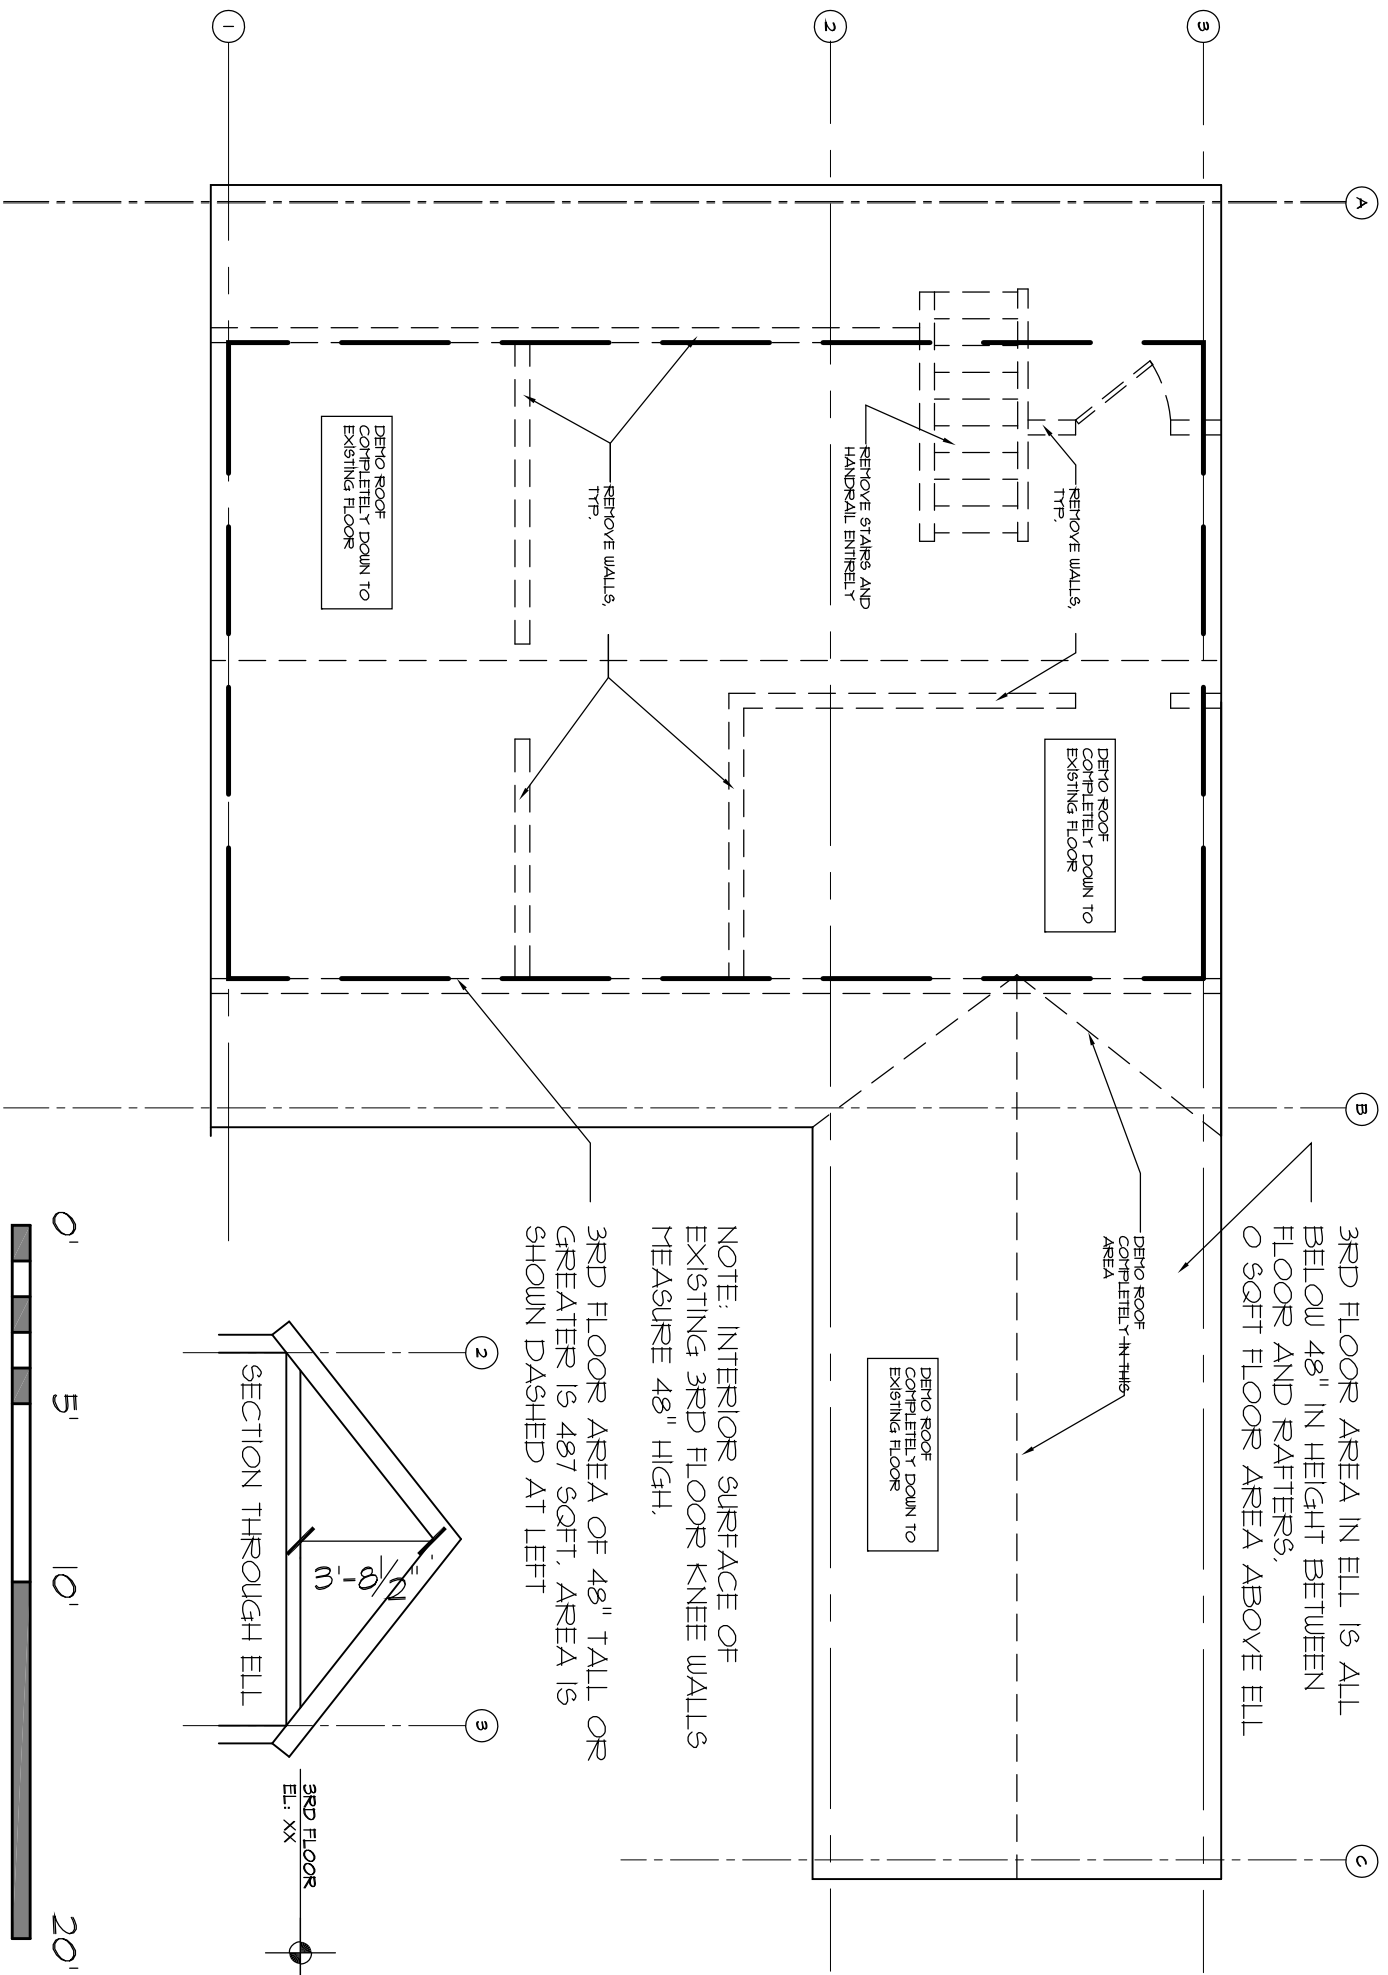 A
B
C
1
2
3
3RD FLOOR AREA IN ELL IS ALL
BELOW 48" IN HEIGHT BETWEEN
FLOOR AND RAFTERS.
0 SQFT FLOOR AREA ABOVE ELL
REMOVE WALLS,
TYP.
DEMO ROOF
COMPLETELY DOWN TO
EXISTING FLOOR
DEMO ROOF
COMPLETELY IN THIS
AREA
REMOVE STAIRS AND
HANDRAIL ENTIRELY
DEMO ROOF
COMPLETELY DOWN TO
EXISTING FLOOR
NOTE: INTERIOR SURFACE OF
EXISTING 3RD FLOOR KNEE WALLS
MEASURE 48" HIGH.
REMOVE WALLS,
TYP.
3RD FLOOR AREA OF 48" TALL OR
GREATER IS 487 SQFT. AREA IS
SHOWN DASHED AT LEFT
DEMO ROOF
COMPLETELY DOWN TO
EXISTING FLOOR
2
3
3'-8 1/2"
3RD FLOOR
EL: XX
SECTION THROUGH ELL
0' 5' 10' 20'